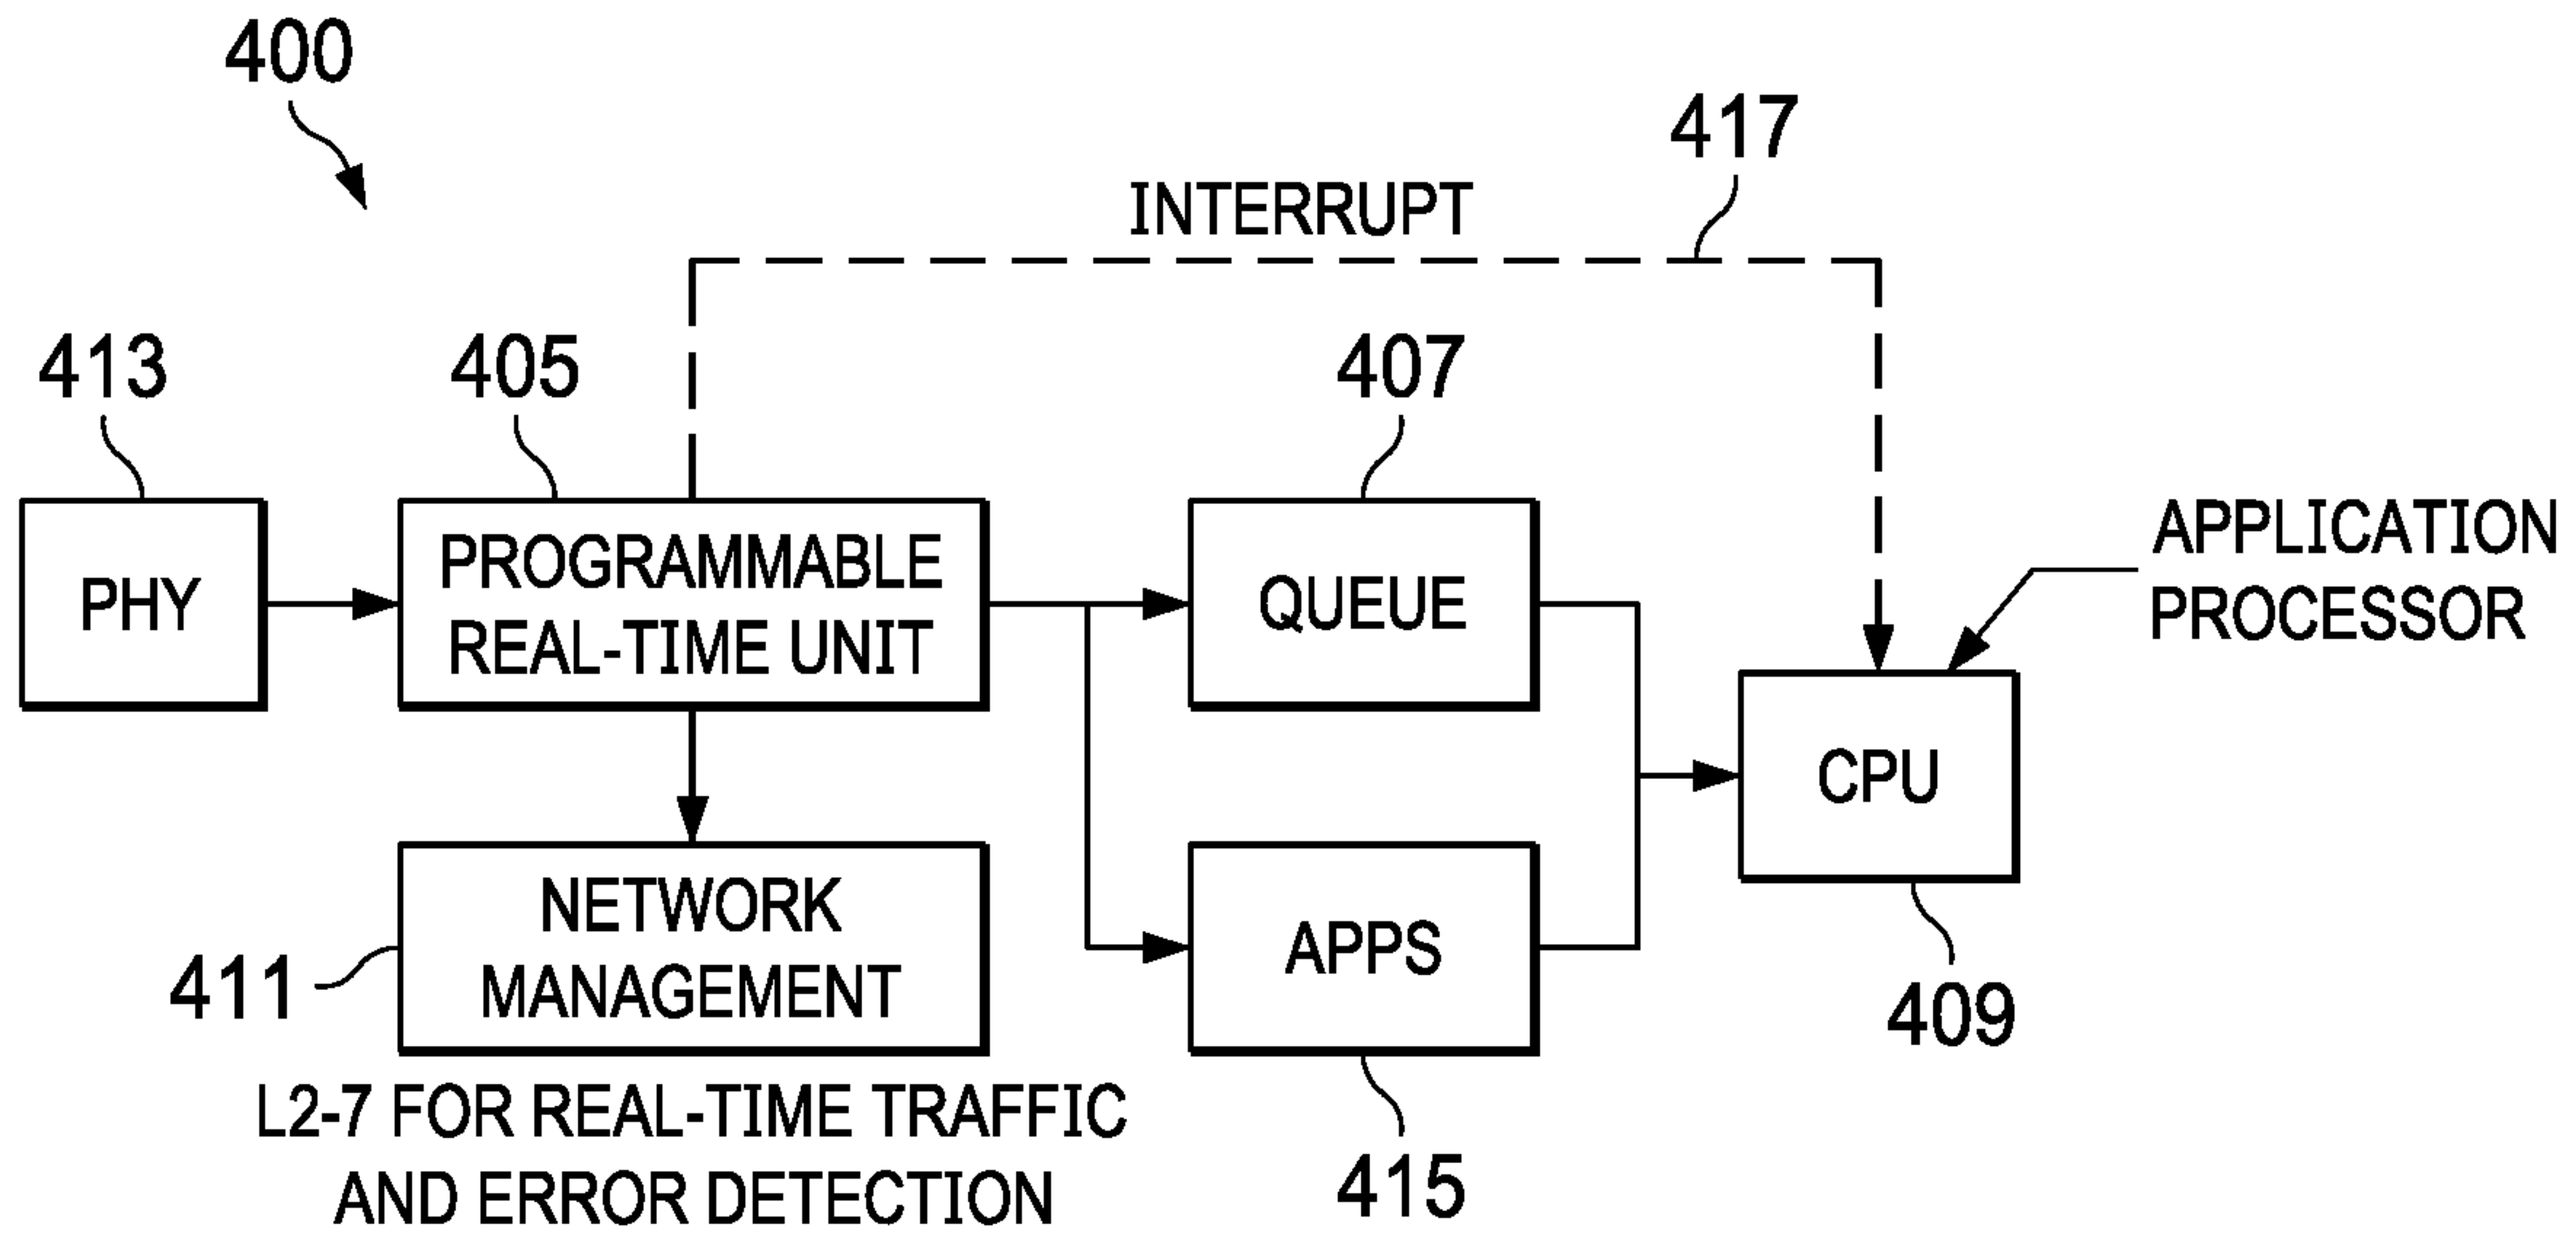 400
417
INTERRUPT
413
405
407
PHY
PROGRAMMABLE
REAL-TIME UNIT
QUEUE
APPLICATION
PROCESSOR
CPU
NETWORK
MANAGEMENT
411
APPS
409
L2-7 FOR REAL-TIME TRAFFIC
AND ERROR DETECTION
415